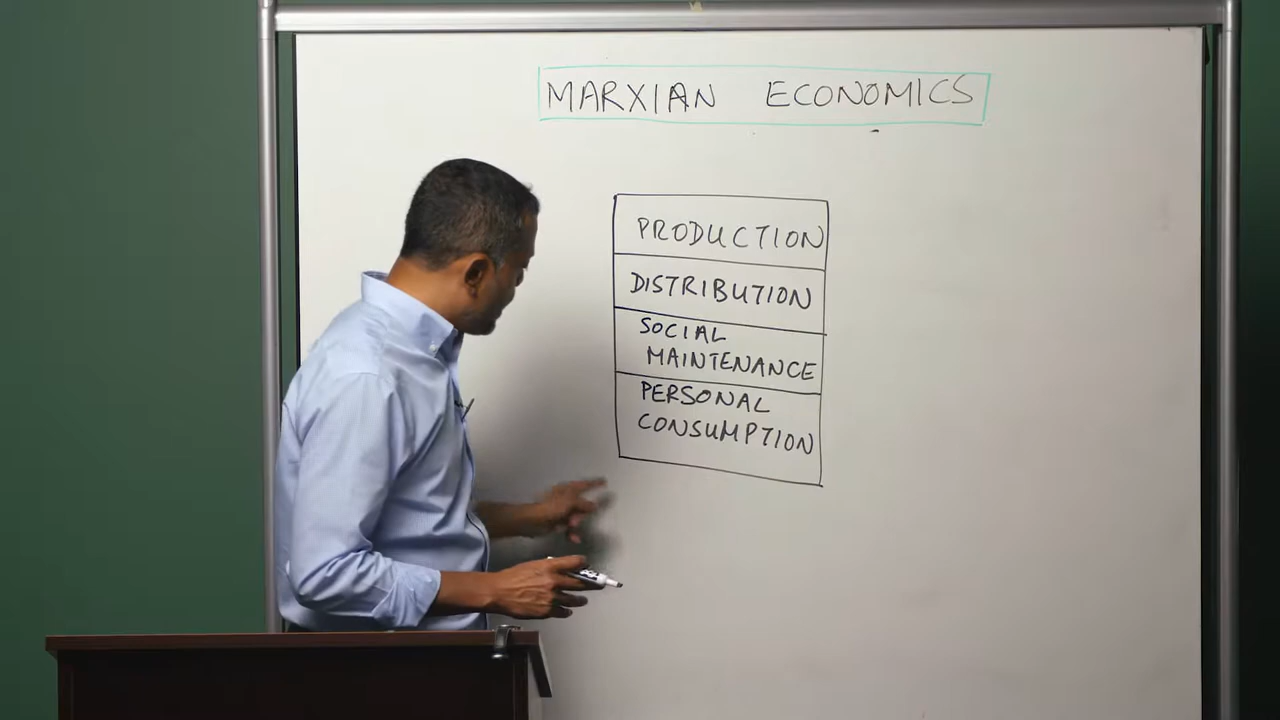 MARXIAN ECONOMICS
PRODUCTION
DISTRIBUTION
SOCIAL
MAINTENANCE
PERSONAL
CONSUMPTION